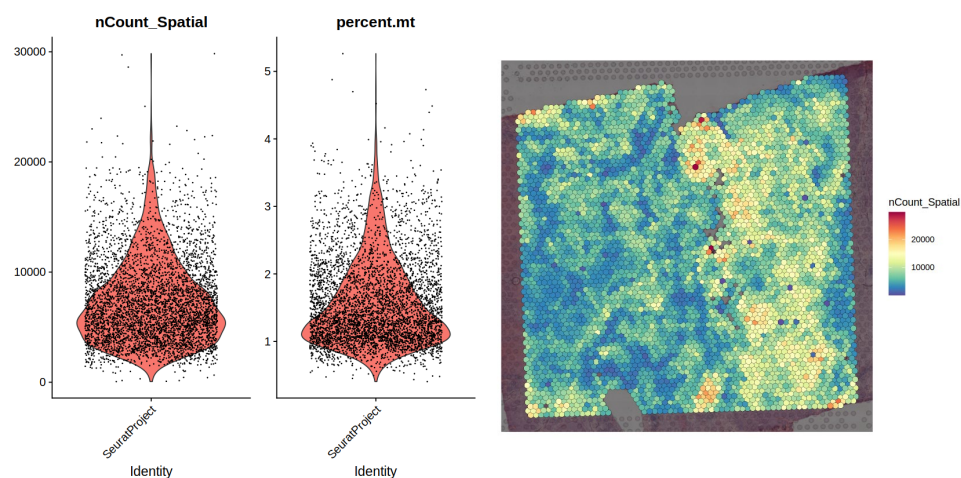 nCount_Spatial
30000
20000
10000
0
SeuratProject
Identity
percent.mt
5
4
3
2
1
SeuratProject
Identity
nCount_Spatial
20000
10000